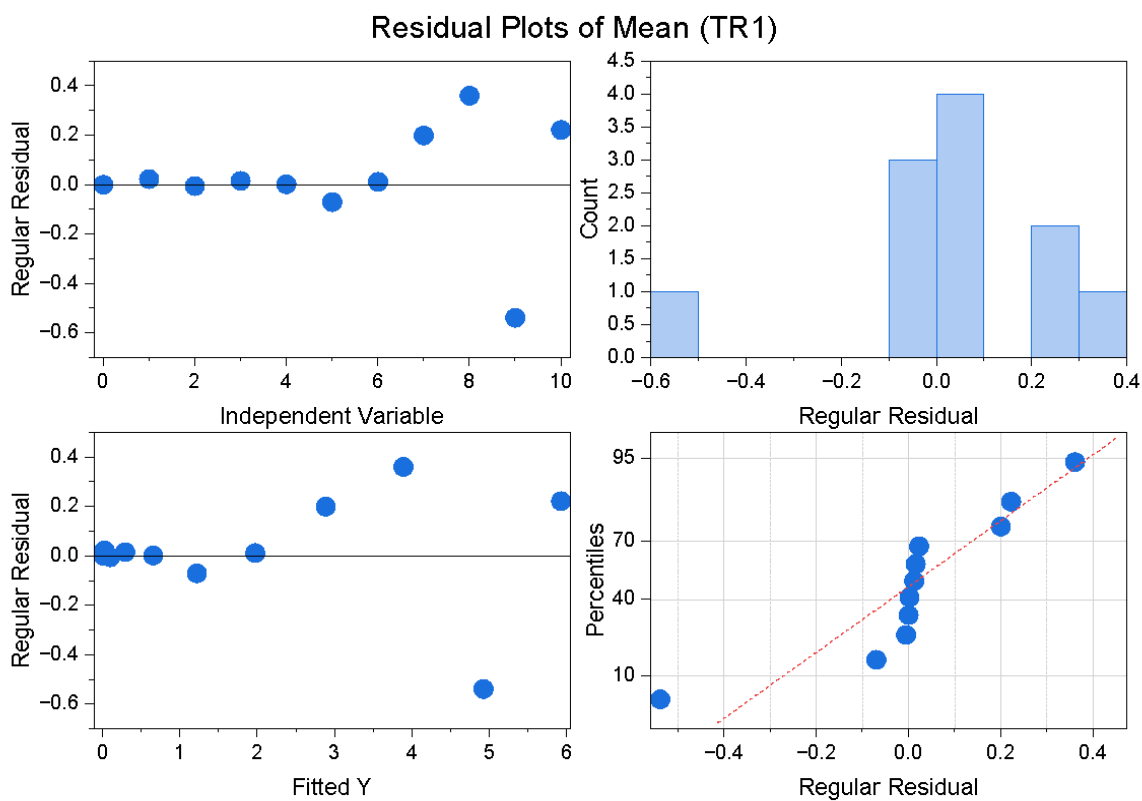 Residual Plots of Mean (TR1)
0.4
0.2
0.0
−0.2
−0.4
−0.6
Regular Residual
0 2 4 6 8 10
Independent Variable
4.5
4.0
3.5
3.0
2.5
2.0
1.5
1.0
0.5
0.0
Count
−0.6 −0.4 −0.2 0.0 0.2 0.4
Regular Residual
0.4
0.2
0.0
−0.2
−0.4
−0.6
Regular Residual
0 1 2 3 4 5 6
Fitted Y
95
70
40
10
Percentiles
−0.4 −0.2 0.0 0.2 0.4
Regular Residual